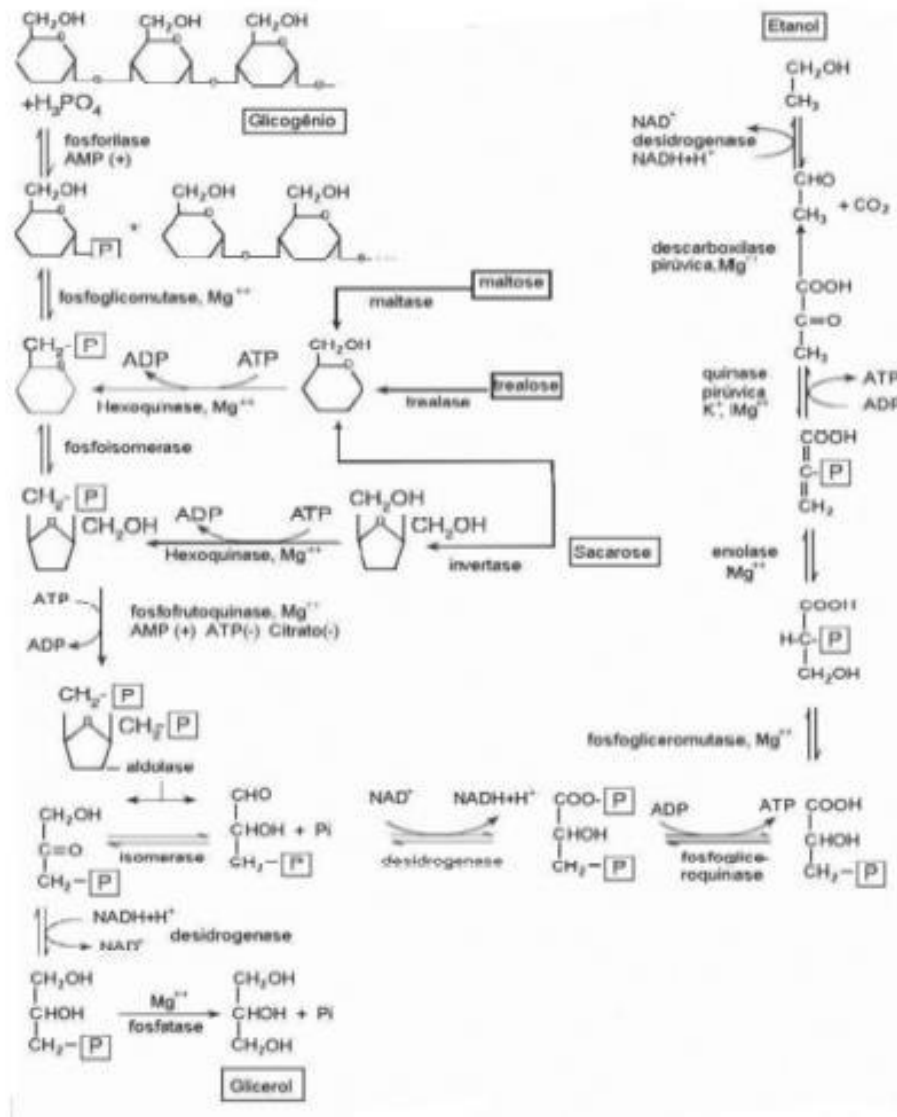 CH₂OH CH₂OH CH₂OH
+H₃PO₄
Glicogênio
fosforilase
AMP (+)
CH₂OH CH₂OH CH₂OH
P +
fosfoglicomutase, Mg⁺⁺
maltose
maltase
CH₂-P
ADP ATP
Hexoquinase, Mg⁺⁺
CH₂OH
trealose
trealase
fosfoisomerase
CH₂-P
CH₂OH
ADP ATP
Hexoquinase, Mg⁺⁺
CH₂OH
CH₂OH
invertase
Sacarose
ATP
ADP
fosfofrutoquinase, Mg⁺⁺
AMP (+) ATP(-) Citrato(-)
CH₂-P
CH₂-P
aldolase
CH₂OH
C=O
CH₂-P
isomerase
CHO
CHOH + Pi
CH₂-P
NAD⁺ NADH+H⁺
desidrogenase
COO-P
CHOH
CH₂-P
ADP ATP
fosfoglice-
roquinase
COOH
CHOH
CH₂-P
fosfogliceromutase, Mg⁺⁺
COOH
H-C-P
CH₂OH
enolase
Mg⁺⁺
COOH
C-P
CH₂
quinase
pirúvica
K⁺, Mg⁺⁺
ATP
ADP
COOH
C=O
CH₃
descarboxilase
pirúvica, Mg⁺⁺
CHO
CH₃ + CO₂
NAD⁺
desidrogenase
NADH+H⁺
CH₂OH
CH₃
Etanol
NADH+H⁺
NAD⁺
desidrogenase
CH₂OH
CHOH
CH₂-P
Mg⁺⁺
fosfatase
CH₂OH
CHOH + Pi
CH₂OH
Glicerol